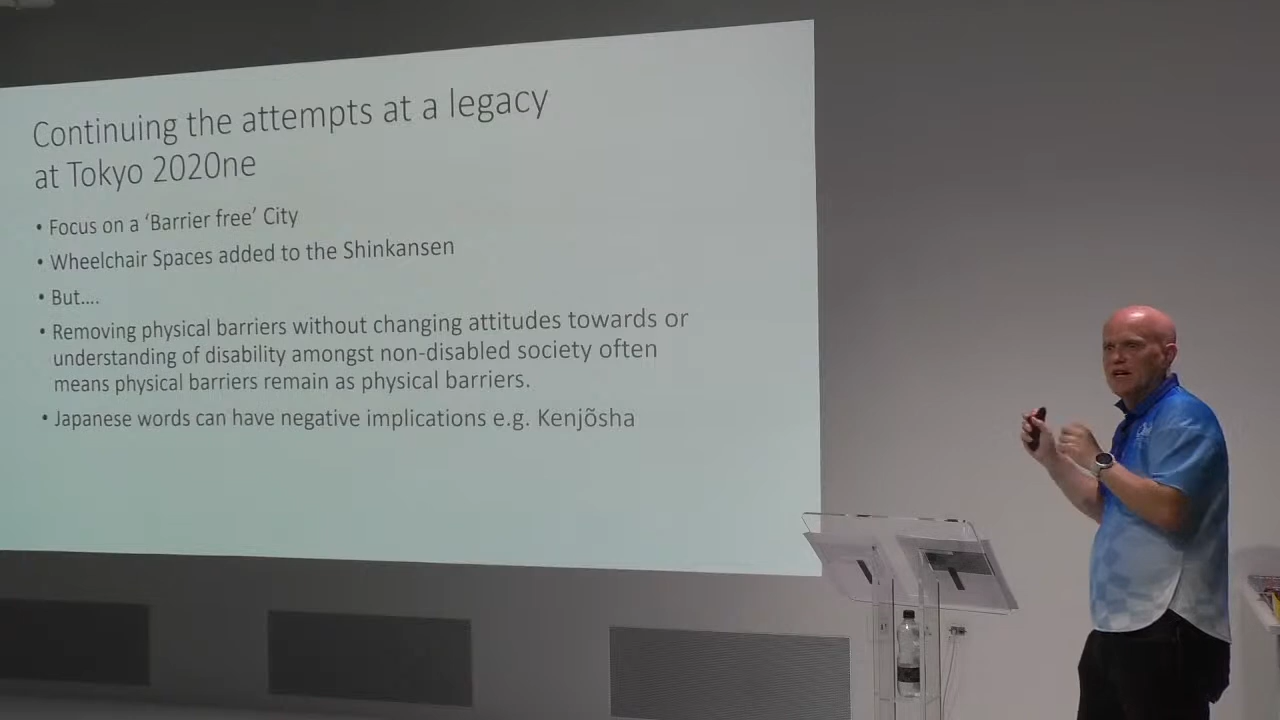 Continuing the attempts at a legacy
at Tokyo 2020ne
• Focus on a ‘Barrier free’ City
• Wheelchair Spaces added to the Shinkansen
• But....
• Removing physical barriers without changing attitudes towards or
understanding of disability amongst non-disabled society often
means physical barriers remain as physical barriers.
• Japanese words can have negative implications e.g. Kenjõsha